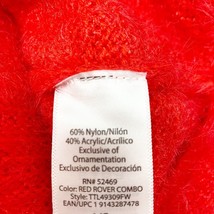 60% Nylon/Nilón
40% Acrylic/Acrílico
Exclusive of
Ornamentation
Exclusivo de Decoración
RN# 52469
Color: RED ROVER COMBO
Style: TTL49309FW
EAN/UPC 1 9143287478